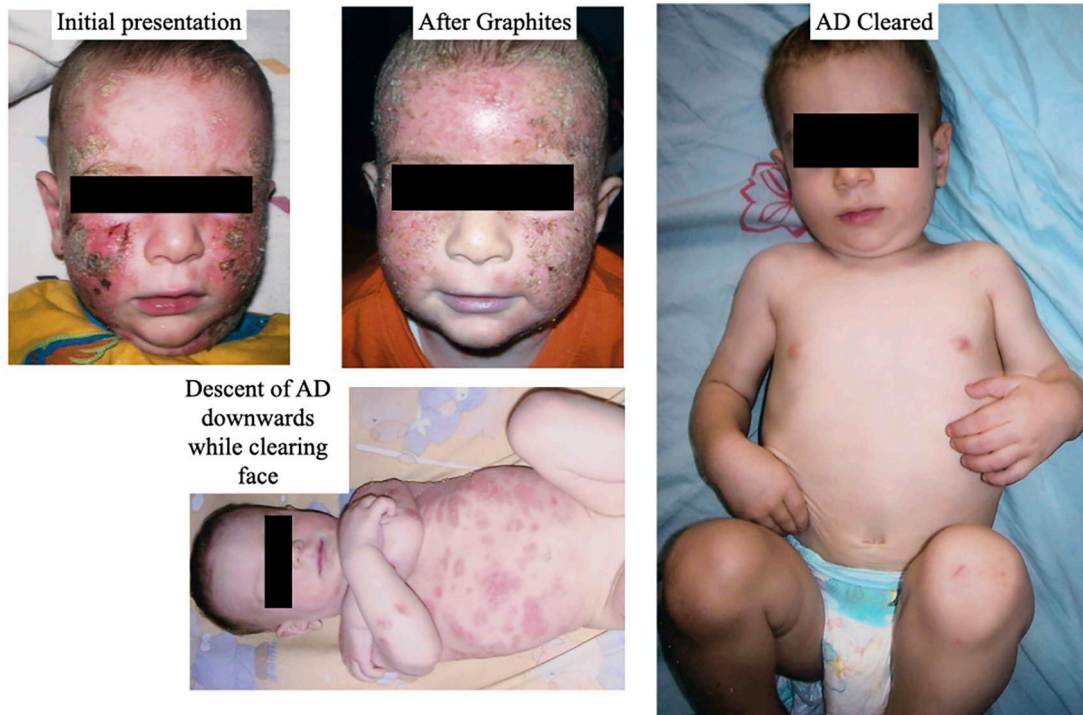 Initial presentation
After Graphites
AD Cleared
Descent of AD
downwards
while clearing
face